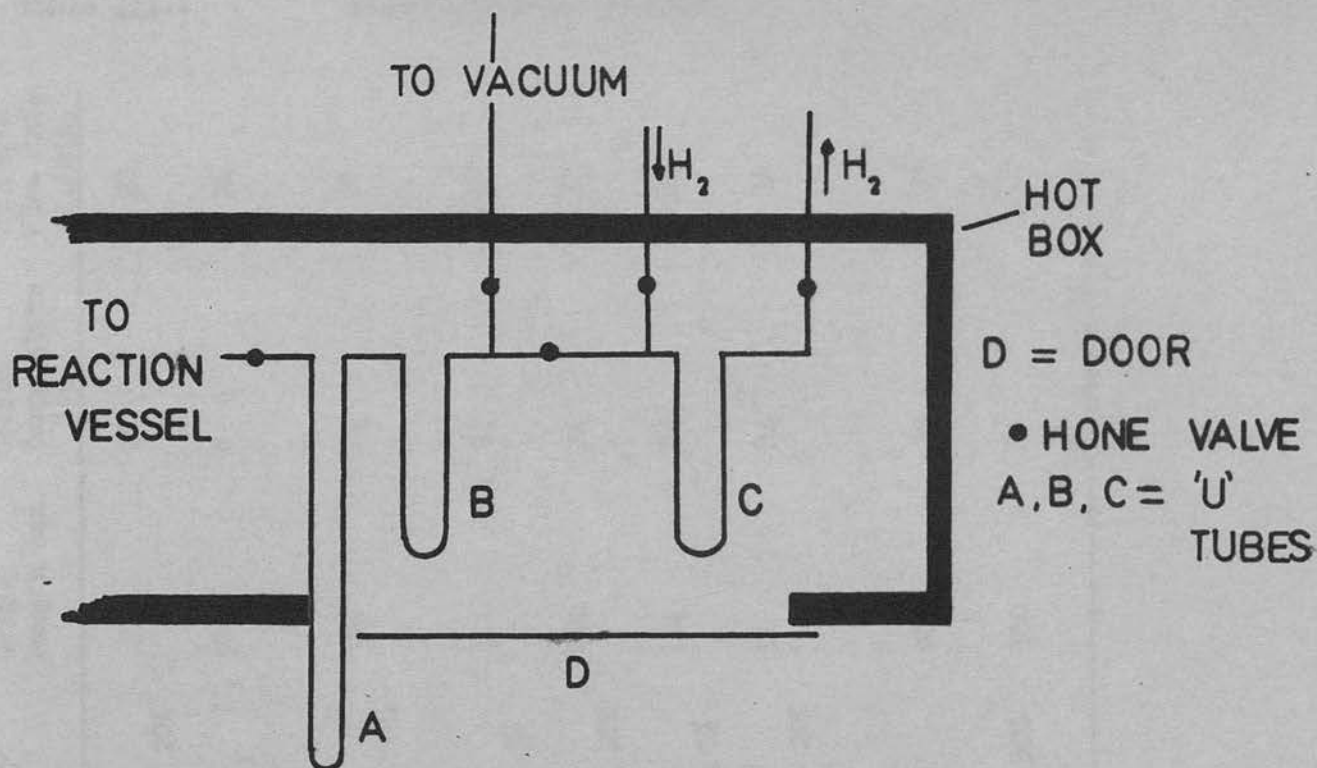 TO VACUUM
H₂
H₂
HOT
BOX
TO
REACTION
VESSEL
D = DOOR
• HONE VALVE
A, B, C = 'U'
TUBES
B
C
D
A